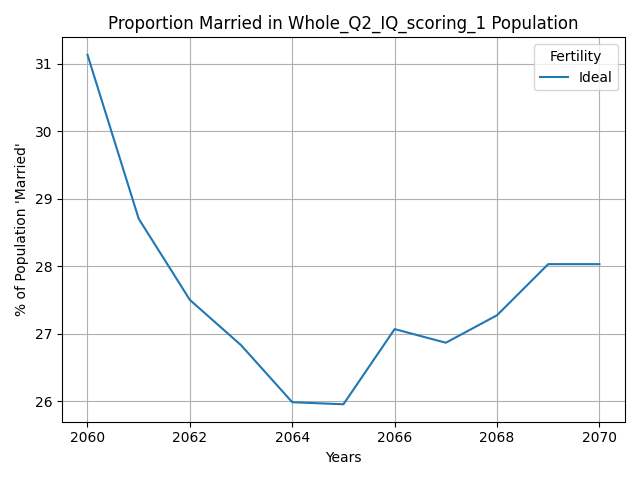 Proportion Married in Whole_Q2_IQ_scoring_1 Population
Fertility
Ideal
% of Population 'Married'
31
30
29
28
27
26
2060
2062
2064
2066
2068
2070
Years